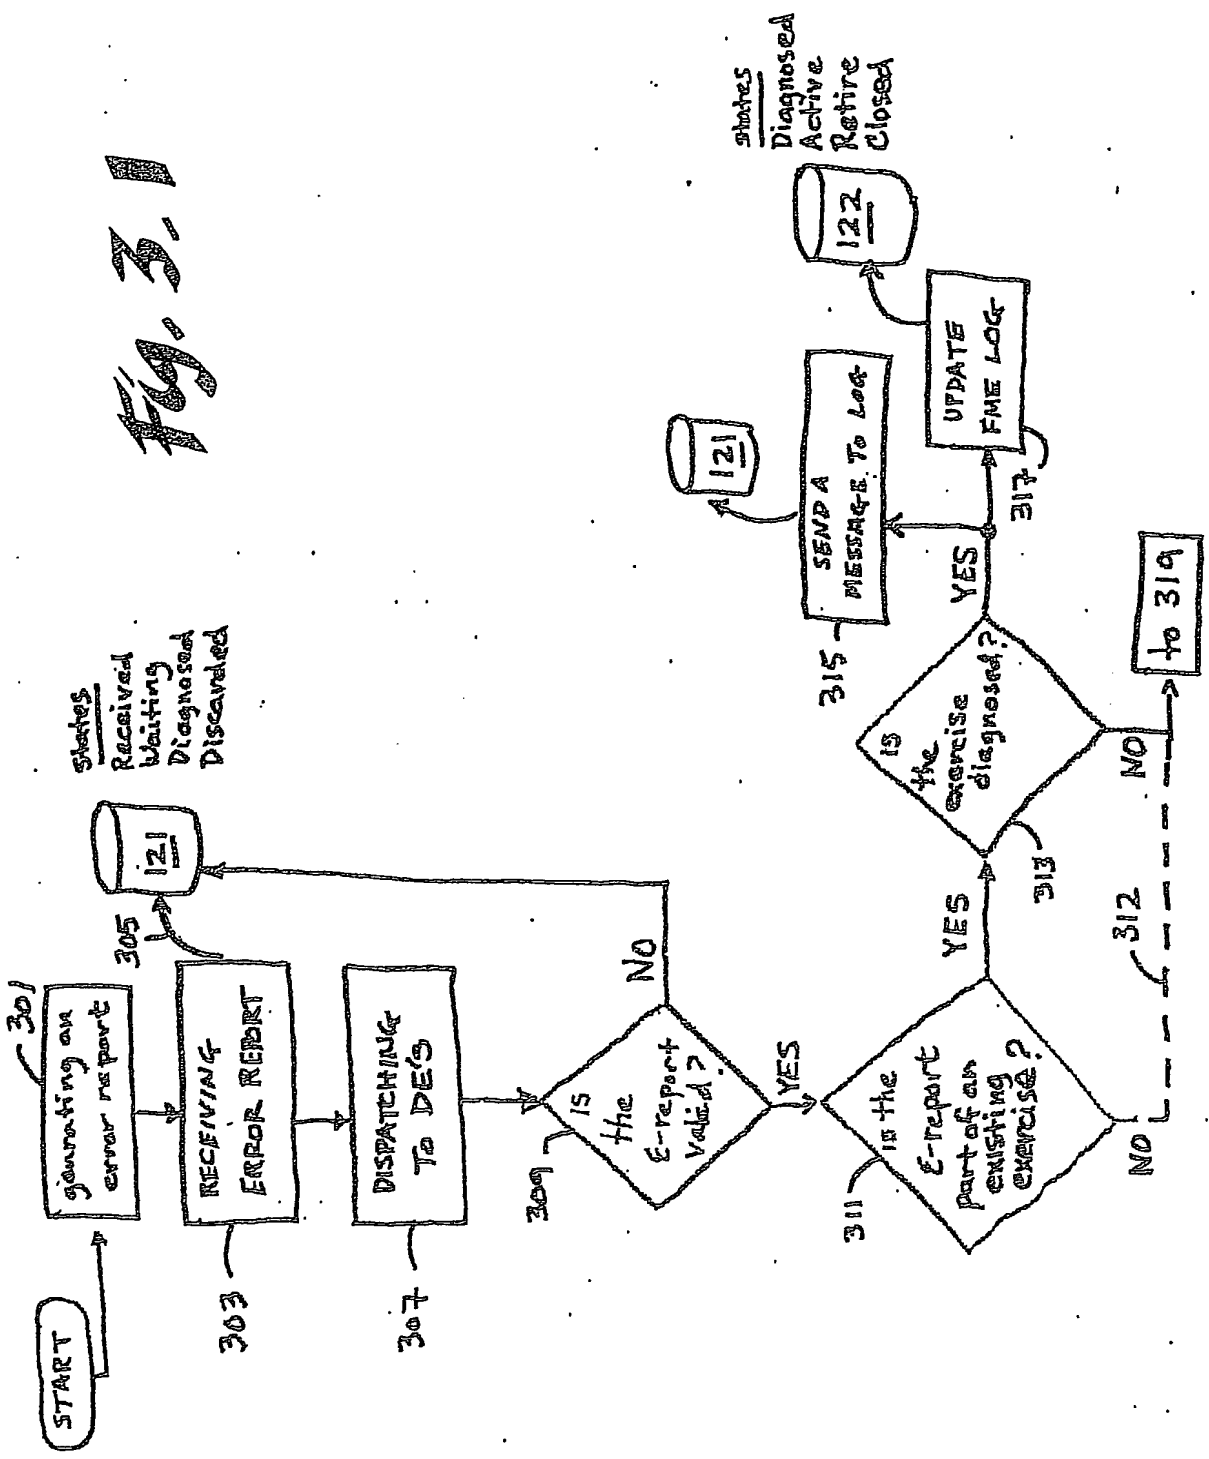 Fig. 3.1
START
301
generating an
error report
303
RECEIVING
ERROR REPORT
305
121
States
Received
Waiting
Diagnosed
Discarded
307
DISPATCHING
TO DE'S
309
IS
the
E-report
valid?
NO
YES
311
is the
E-report
part of an
existing
exercise?
YES
NO
312
313
IS
the
exercise
diagnosed?
YES
NO
315
SEND A
MESSAGE TO LOG
121
317
UPDATE
FME LOG
122
States
Diagnosed
Active
Retire
Closed
to 319